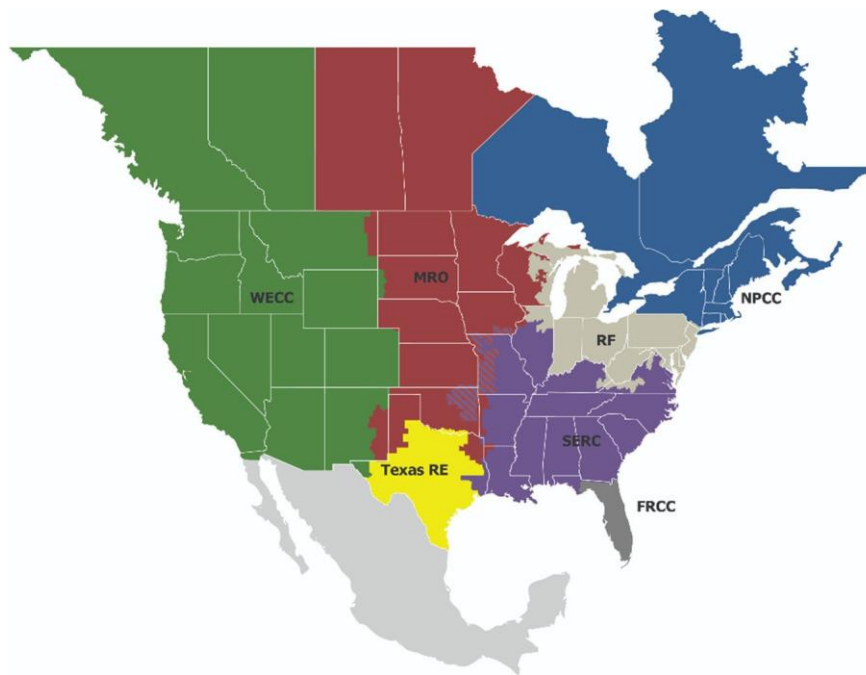 MRO
WECC
NPCC
RF
SERC
Texas RE
FRCC